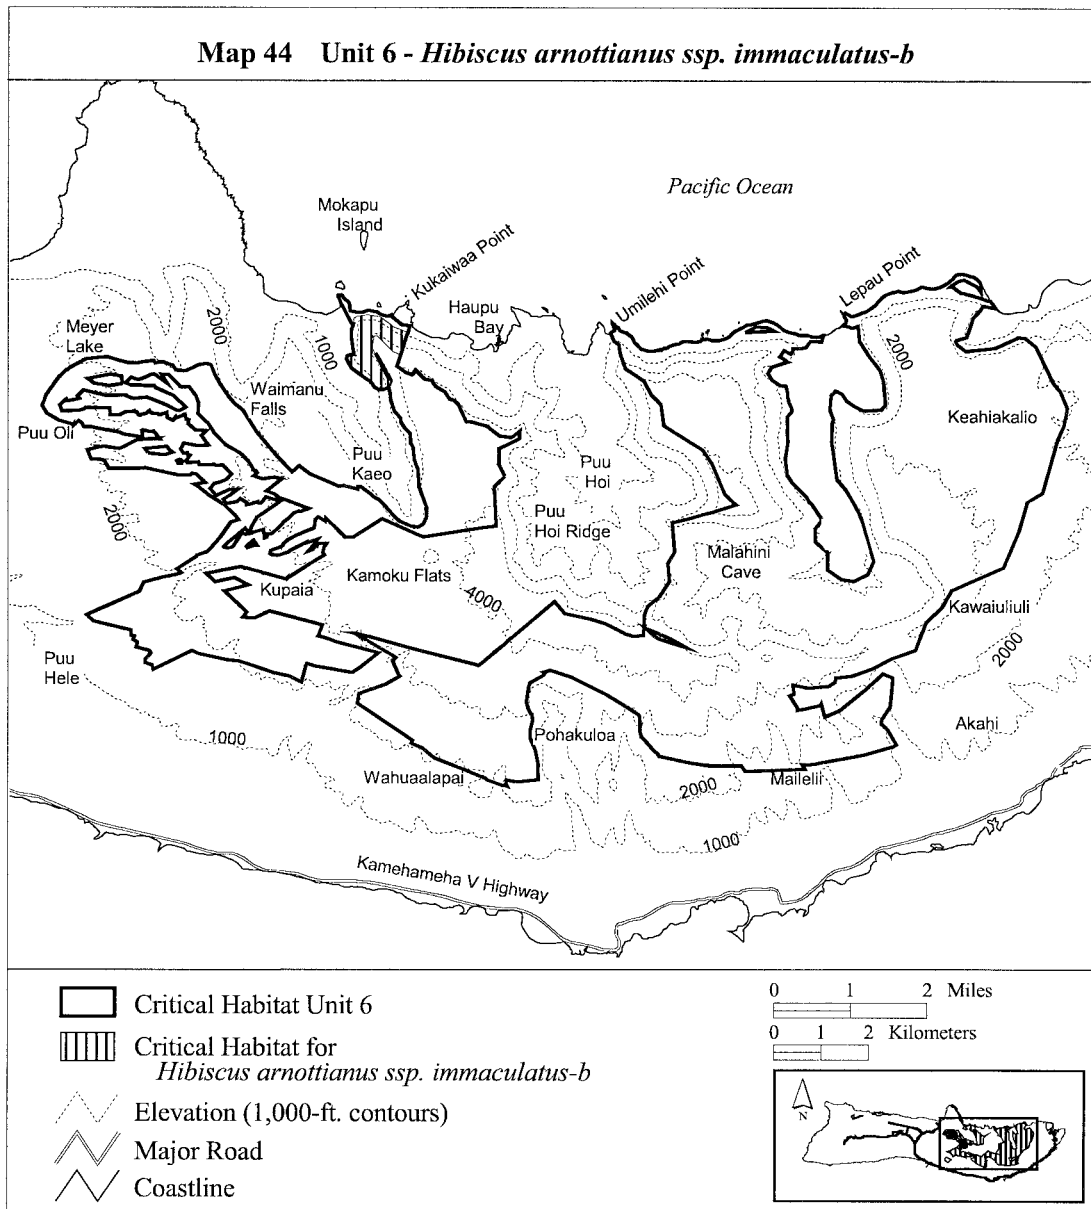 Map 44 Unit 6 - Hibiscus arnottianus ssp. immaculatus-b
Pacific Ocean
Mokapu
Island
Kukaiwaa Point
Haupu
Bay
Umilehi Point
Lepau Point
Meyer
Lake
2000
1000
2000
Waimanu
Falls
Keahiakalio
Puu Oli
Puu
Kaeo
Puu
Hoi
2000
Puu
Hoi Ridge
Malahini
Cave
Kupaia
Kamoku Flats
4000
Kawaiuliuli
2000
Puu
Hele
1000
Pohakuloa
Akahi
Wahuaalapai
2000
Mailelii
1000
Kamehameha V Highway
Critical Habitat Unit 6
Critical Habitat for
Hibiscus arnottianus ssp. immaculatus-b
Elevation (1,000-ft. contours)
Major Road
Coastline
0 1 2 Miles
0 1 2 Kilometers
N